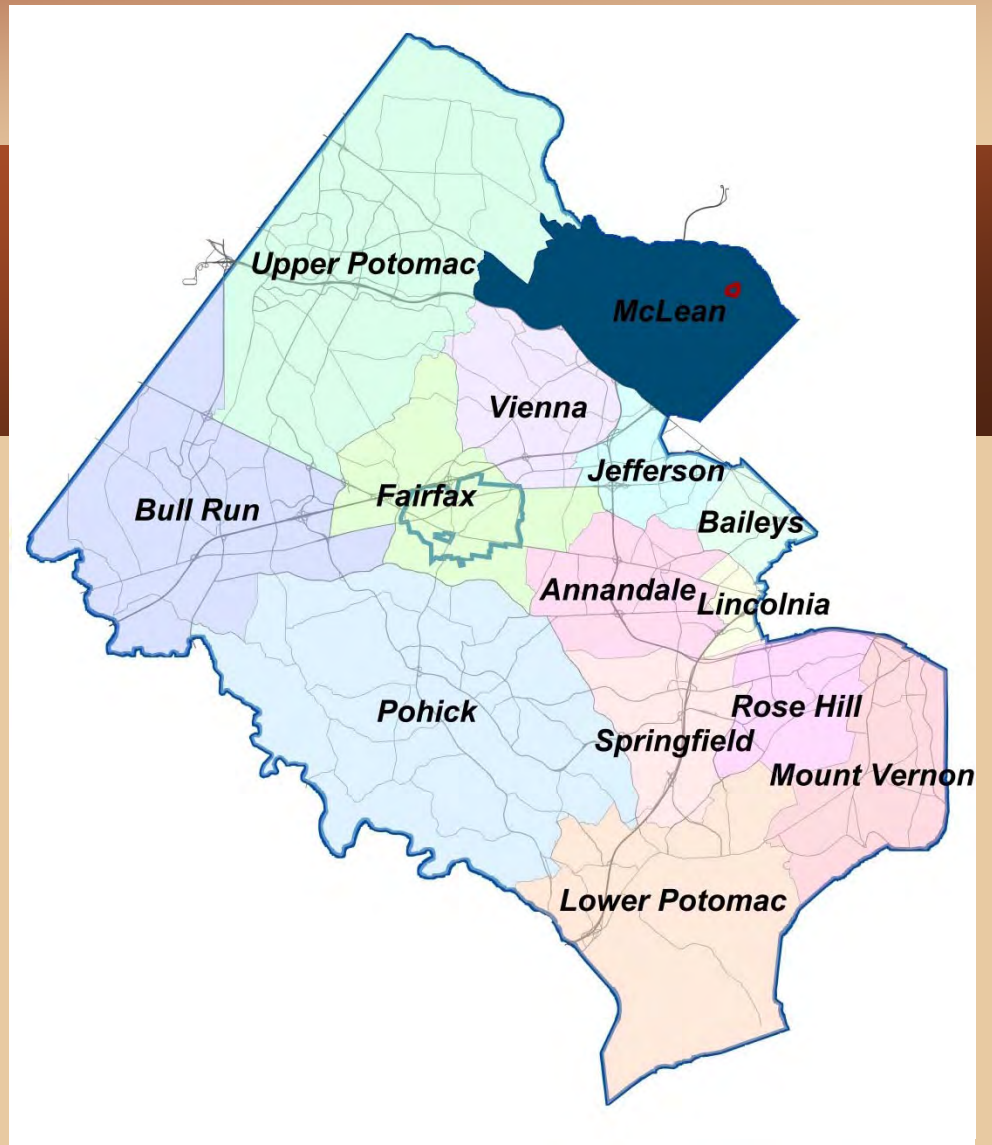 Upper Potomac
McLean
Vienna
Jefferson
Fairfax
Bull Run
Baileys
Annandale
Lincolnia
Rose Hill
Pohick
Springfield
Mount Vernon
Lower Potomac